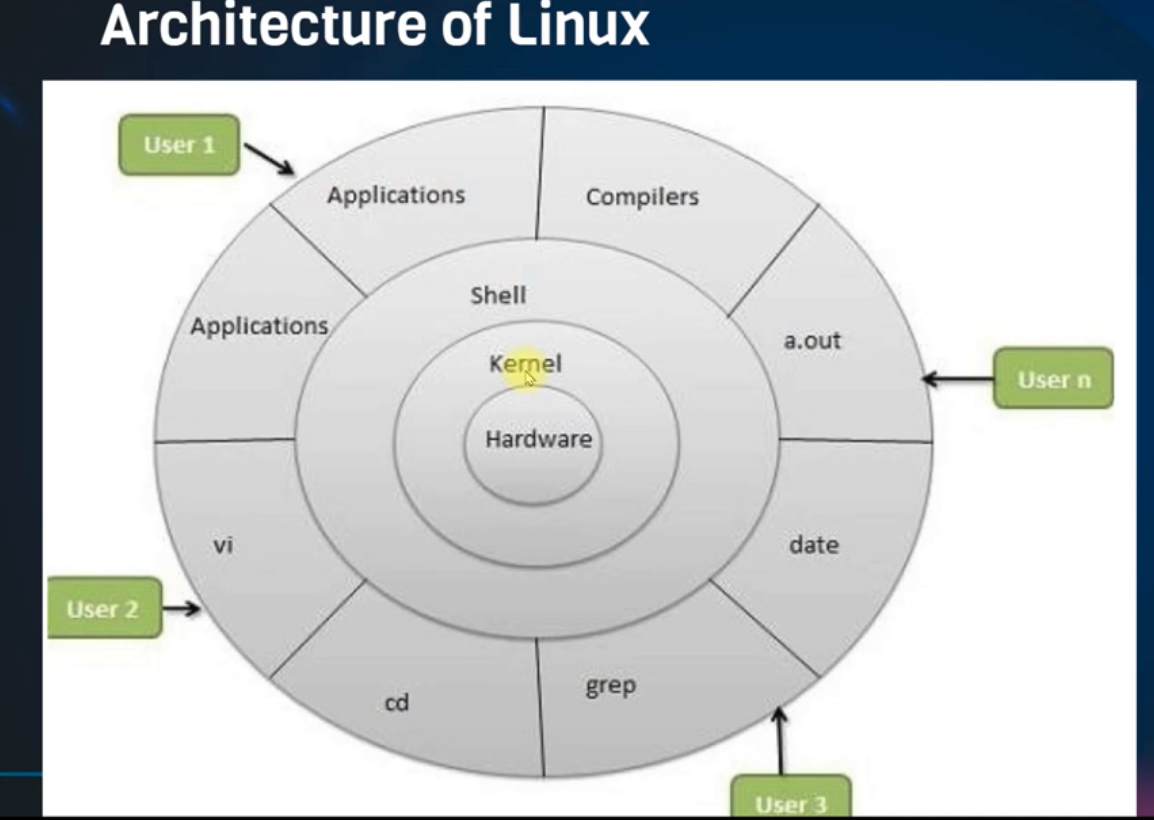 Architecture of Linux
User 1
Applications
Compilers
Shell
Applications
a.out
Kernel
User n
Hardware
vi
date
User 2
cd
grep
User 3